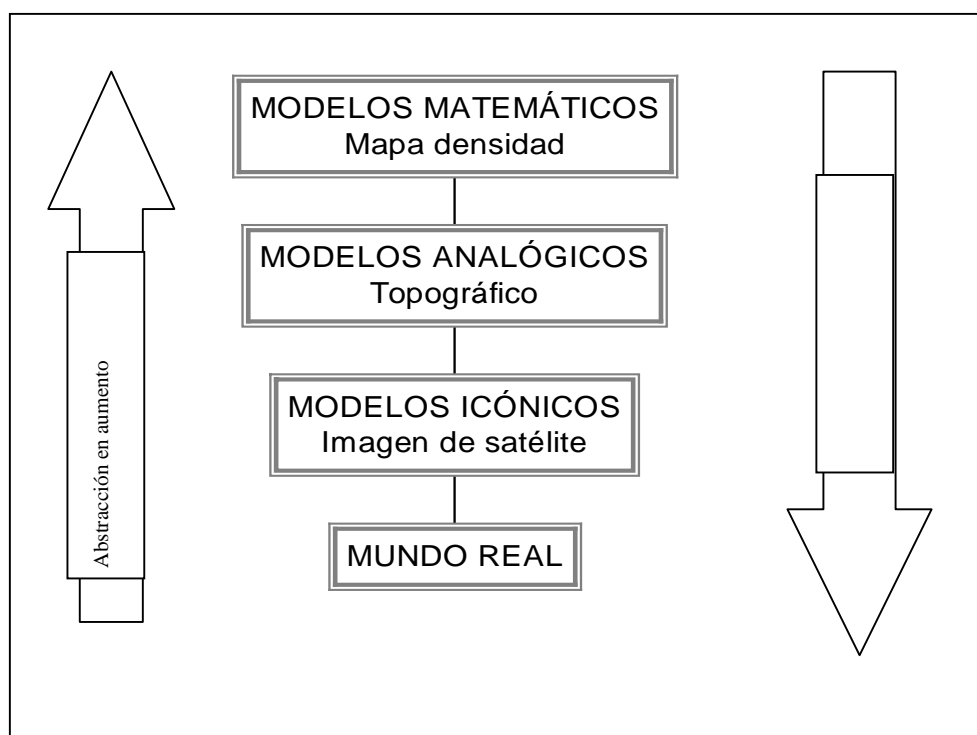 MODELOS MATEMÁTICOS
Mapa densidad
MODELOS ANALÓGICOS
Topográfico
MODELOS ICÓNICOS
Imagen de satélite
MUNDO REAL
Abstracción en aumento